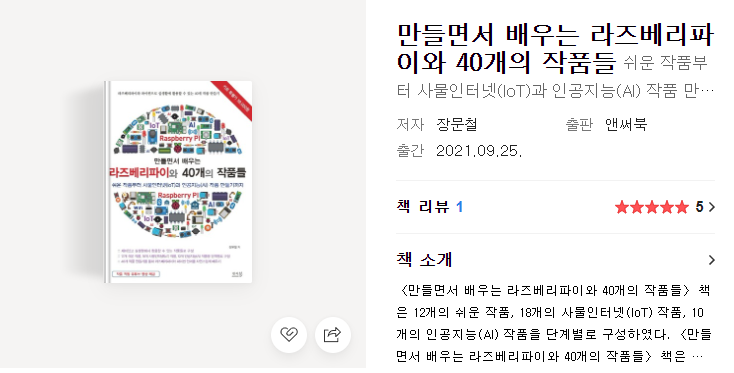 IoT
AI
Raspberry Pi
만들면서 배우는
라즈베리파이와 40개의 작품들
쉬운 작품부터 사물인터넷(IoT)과 인공지능(AI) 작품 만들기까지
Raspberry Pi
IoT
AI
만들면서 배우는 라즈베리파
이와 40개의 작품들 쉬운 작품부
터 사물인터넷(IoT)과 인공지능(AI) 작품 만…
저자 장문철 출판 앤써북
출간 2021.09.25.
책 리뷰 1 5
책 소개
〈만들면서 배우는 라즈베리파이와 40개의 작품들〉 책
은 12개의 쉬운 작품, 18개의 사물인터넷(IoT) 작품, 10
개의 인공지능(AI) 작품을 단계별로 구성하였다. 〈만들
면서 배우는 라즈베리파이와 40개의 작품들〉 책은 …